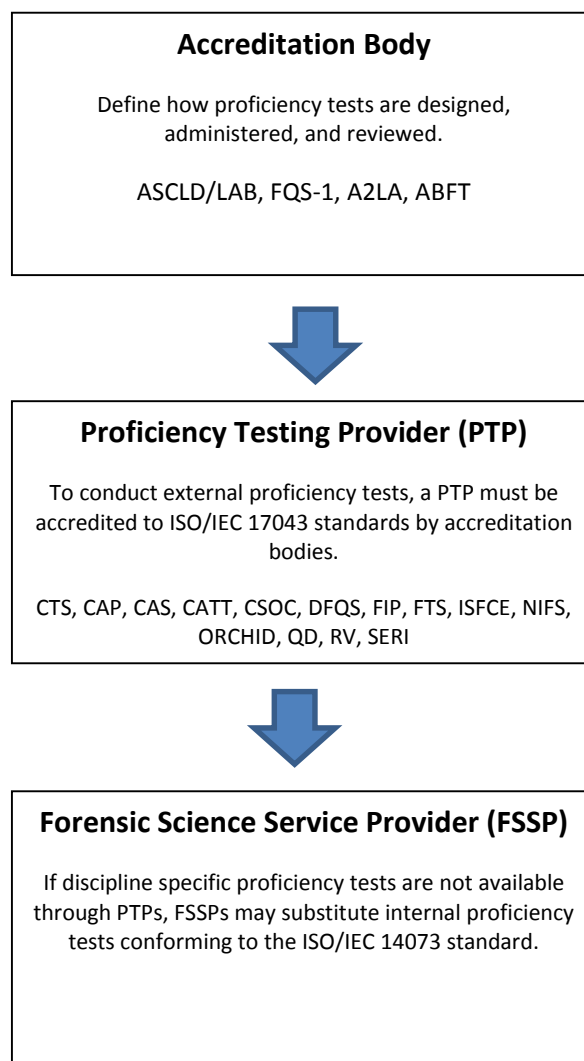 Accreditation Body
Define how proficiency tests are designed,
administered, and reviewed.
ASCLD/LAB, FQS-1, A2LA, ABFT
Proficiency Testing Provider (PTP)
To conduct external proficiency tests, a PTP must be
accredited to ISO/IEC 17043 standards by accreditation
bodies.
CTS, CAP, CAS, CATT, CSOC, DFQS, FIP, FTS, ISFCE, NIFS,
ORCHID, QD, RV, SERI
Forensic Science Service Provider (FSSP)
If discipline specific proficiency tests are not available
through PTPs, FSSPs may substitute internal proficiency
tests conforming to the ISO/IEC 14073 standard.